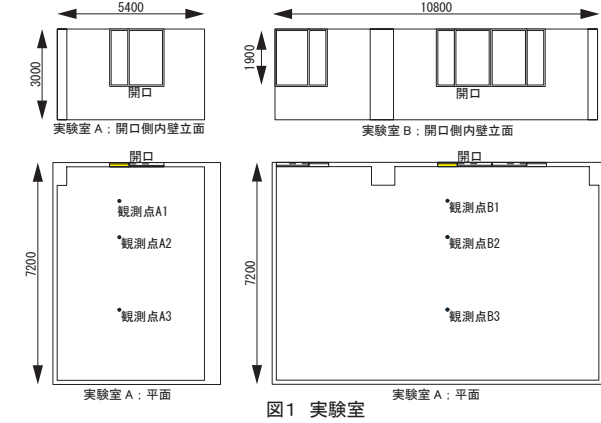 5400
10800
3000
1900
開口
開口
実験室A;開口側内壁立面
実験室B;開口側内壁立面
開口
開口
7200
7200
観測点A1
観測点A2
観測点A3
観測点B1
観測点B2
観測点B3
実験室A;平面
実験室A;平面
図1 実験室